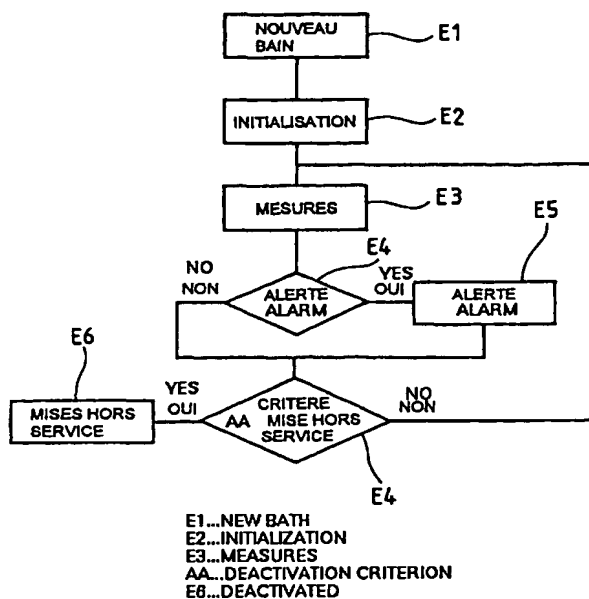 NOUVEAU
BAIN
E1
INITIALISATION
E2
MESURES
E3
E4
E5
NO
NON
ALERTE
ALARM
YES
OUI
ALERTE
ALARM
E6
MISES HORS
SERVICE
YES
OUI
AA
CRITERE
MISE HORS
SERVICE
NO
NON
E4
E1...NEW BATH
E2...INITIALIZATION
E3...MEASURES
AA...DEACTIVATION CRITERION
E6...DEACTIVATED